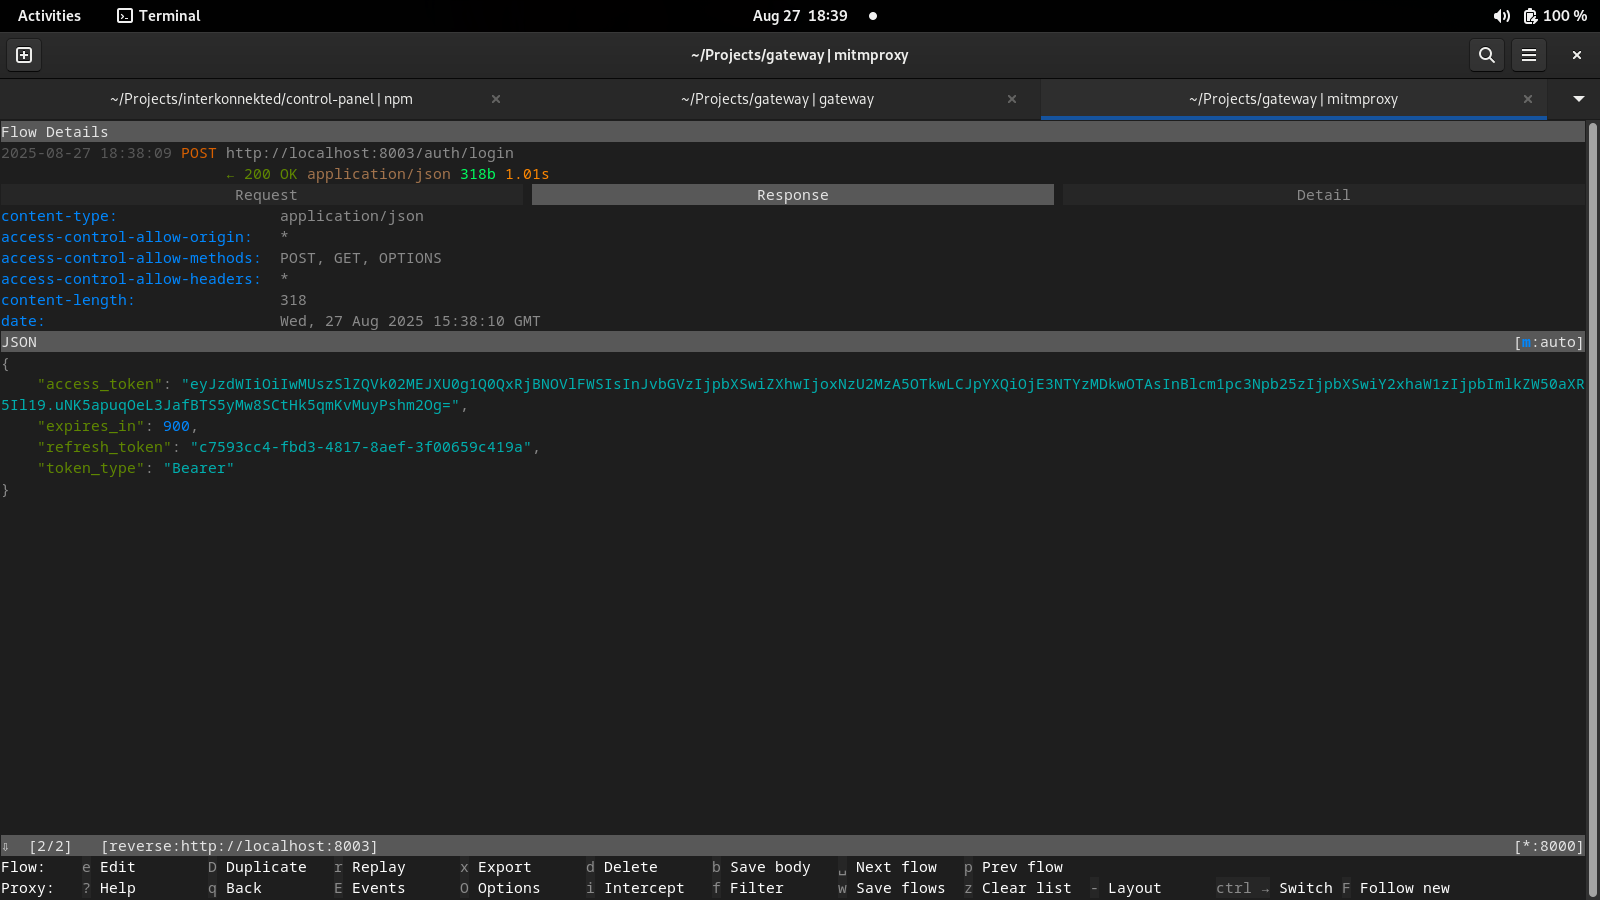 Activities Terminal Aug 27 18:39 100 %
~/Projects/gateway | mitmproxy
~/Projects/interkonnekted/control-panel | npm ~/Projects/gateway | gateway ~/Projects/gateway | mitmproxy
Flow Details
2025-08-27 18:38:09 POST http://localhost:8003/auth/login
← 200 OK application/json 318b 1.01s
Request Response Detail
content-type: application/json
access-control-allow-origin: *
access-control-allow-methods: POST, GET, OPTIONS
access-control-allow-headers: *
content-length: 318
date: Wed, 27 Aug 2025 15:38:10 GMT
JSON [m:auto]
{
"access_token": "eyJzdWIiOiIwMUszSlZQVk02MEJXU0g1Q0QxRjBNOVlFWSIsInJvbGVzIjpbXSwiZXhwIjoxNzU2MzA5OTkwLCJpYXQiOjE3NTYzMDkwOTAsInBlcm1pc3Npb25zIjpbXSwiY2xhaW1zIjpbImlkZW50aXR
5Il19.uNK5apuqOeL3JafBTS5yMw8SCtHk5qmKvMuyPshm2Og=",
"expires_in": 900,
"refresh_token": "c7593cc4-fbd3-4817-8aef-3f00659c419a",
"token_type": "Bearer"
}
⇩ [2/2] [reverse:http://localhost:8003] [*:8000]
Flow: e Edit D Duplicate r Replay x Export d Delete b Save body ␣ Next flow p Prev flow
Proxy: ? Help q Back E Events O Options i Intercept f Filter w Save flows z Clear list - Layout ctrl → Switch F Follow new